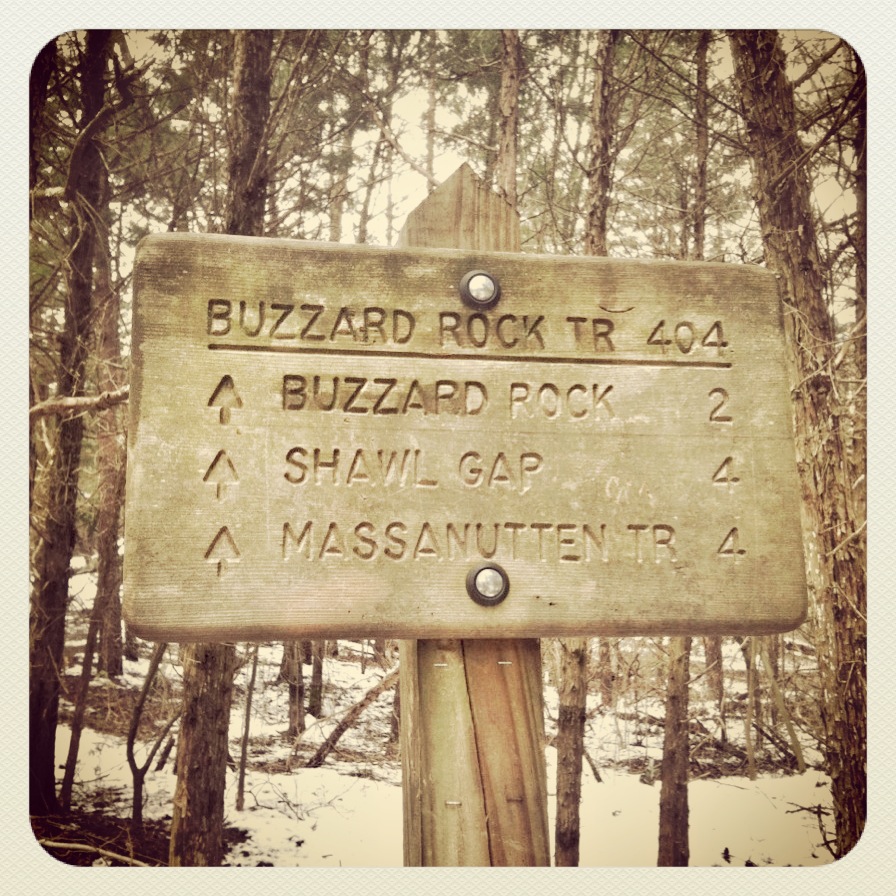 BUZZARD ROCK TR 404
BUZZARD ROCK 2
SHAWL GAP 4
MASSANUTTEN TR 4